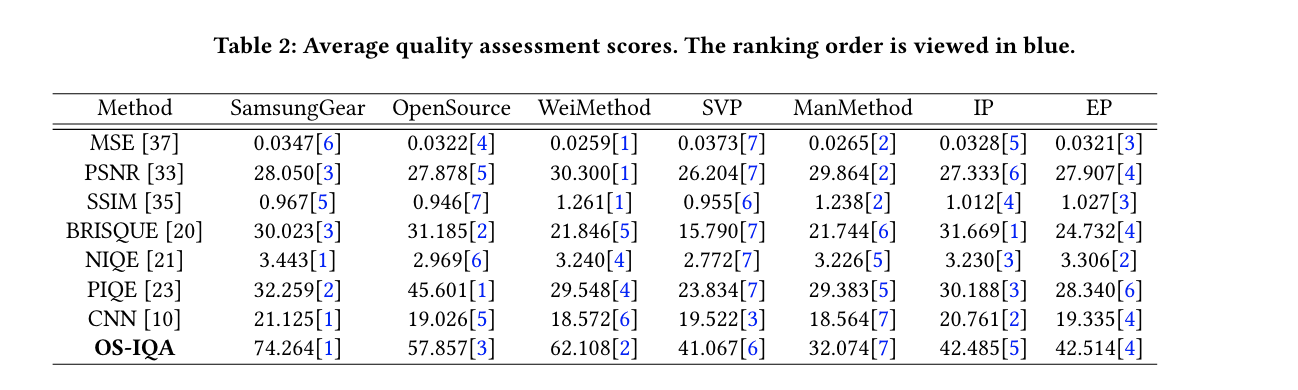 Table 2: Average quality assessment scores. The ranking order is viewed in blue.
Method SamsungGear OpenSource WeiMethod SVP ManMethod IP EP
MSE [37] 0.0347[6] 0.0322[4] 0.0259[1] 0.0373[7] 0.0265[2] 0.0328[5] 0.0321[3]
PSNR [33] 28.050[3] 27.878[5] 30.300[1] 26.204[7] 29.864[2] 27.333[6] 27.907[4]
SSIM [35] 0.967[5] 0.946[7] 1.261[1] 0.955[6] 1.238[2] 1.012[4] 1.027[3]
BRISQUE [20] 30.023[3] 31.185[2] 21.846[5] 15.790[7] 21.744[6] 31.669[1] 24.732[4]
NIQE [21] 3.443[1] 2.969[6] 3.240[4] 2.772[7] 3.226[5] 3.230[3] 3.306[2]
PIQE [23] 32.259[2] 45.601[1] 29.548[4] 23.834[7] 29.383[5] 30.188[3] 28.340[6]
CNN [10] 21.125[1] 19.026[5] 18.572[6] 19.522[3] 18.564[7] 20.761[2] 19.335[4]
OS-IQA 74.264[1] 57.857[3] 62.108[2] 41.067[6] 32.074[7] 42.485[5] 42.514[4]